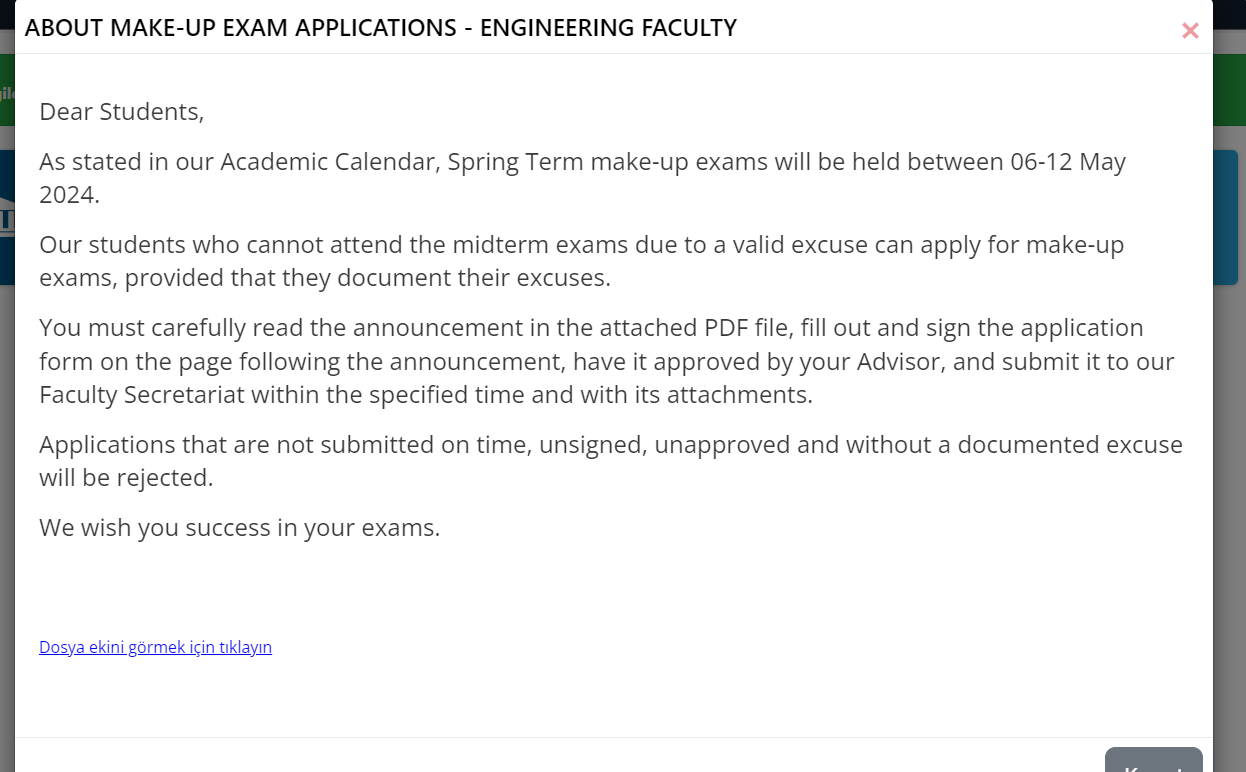 ABOUT MAKE-UP EXAM APPLICATIONS - ENGINEERING FACULTY
Dear Students,
As stated in our Academic Calendar, Spring Term make-up exams will be held between 06-12 May
2024.
Our students who cannot attend the midterm exams due to a valid excuse can apply for make-up
exams, provided that they document their excuses.
You must carefully read the announcement in the attached PDF file, fill out and sign the application
form on the page following the announcement, have it approved by your Advisor, and submit it to our
Faculty Secretariat within the specified time and with its attachments.
Applications that are not submitted on time, unsigned, unapproved and without a documented excuse
will be rejected.
We wish you success in your exams.
Dosya ekini görmek için tıklayın